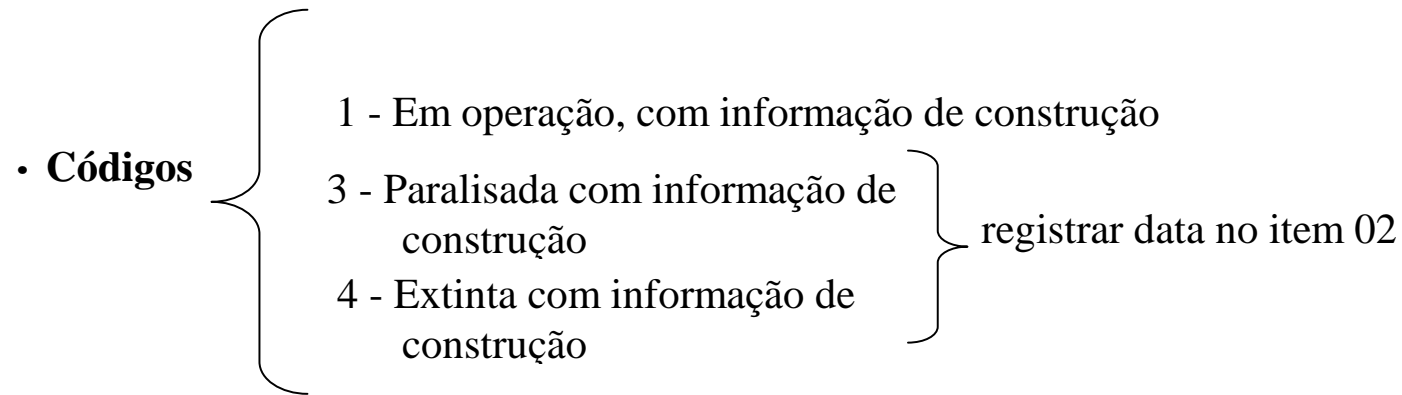 1 - Em operação, com informação de construção
• Códigos
3 - Paralisada com informação de
construção
registrar data no item 02
4 - Extinta com informação de
construção